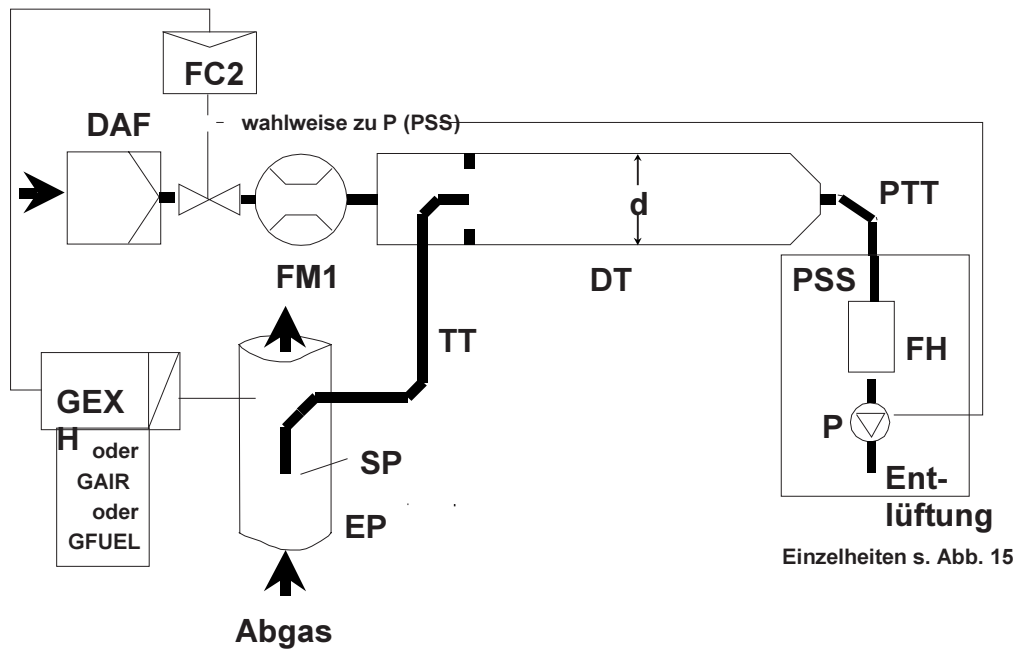 FC2
DAF
wahlweise zu P (PSS)
d
PTT
FM1
DT
PSS
TT
FH
GEX
H
oder
GAIR
oder
GFUEL
P
SP
EP
Ent-
lüftung
Einzelheiten s. Abb. 15
Abgas